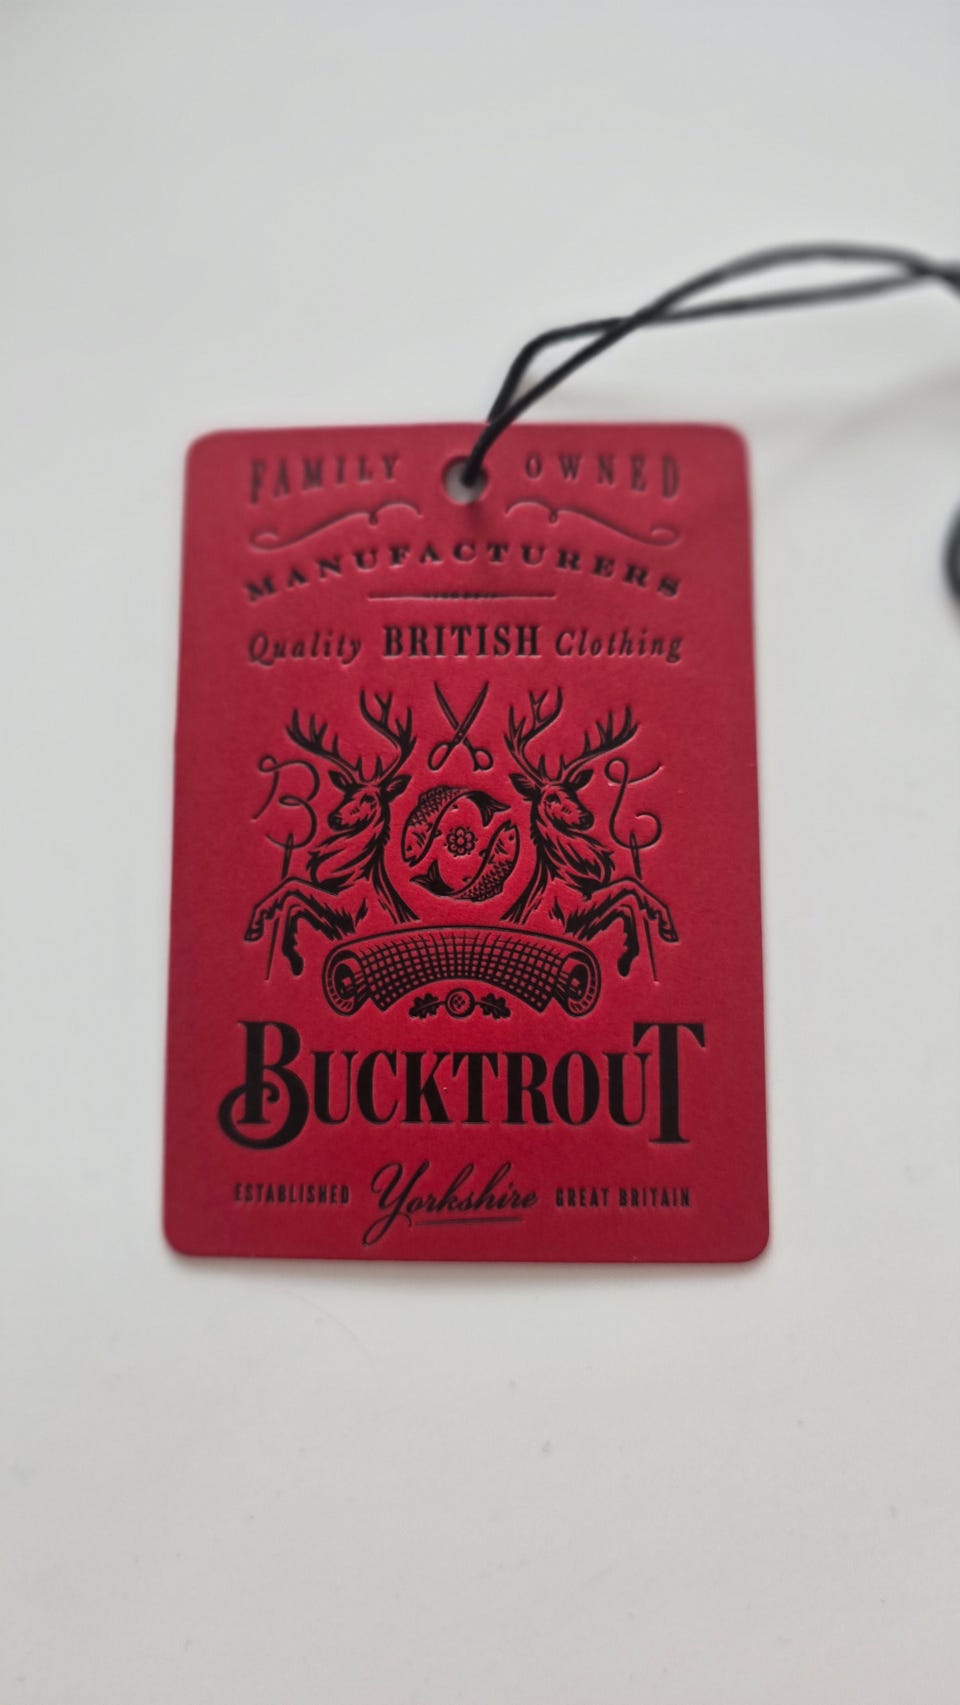 FAMILY OWNED
MANUFACTURERS
Quality BRITISH Clothing
B t
BUCKTROUT
ESTABLISHED Yorkshire GREAT BRITAIN